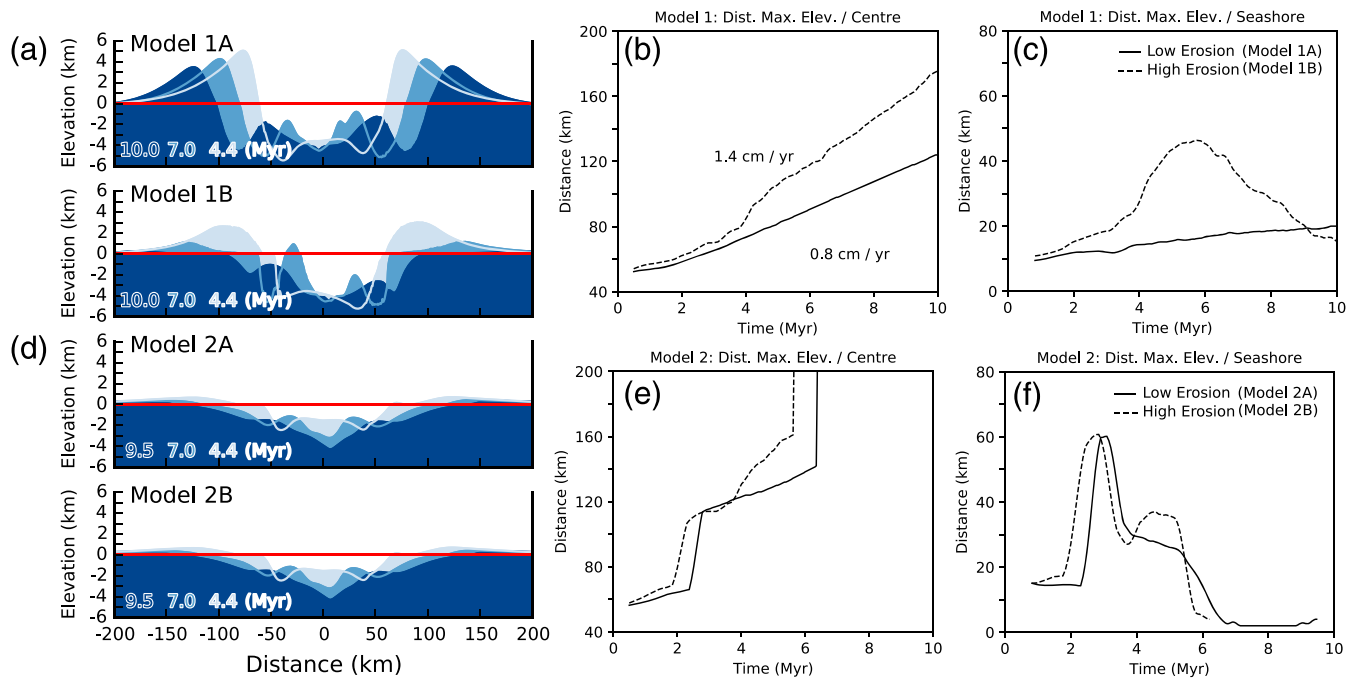 (a)
Model 1A
Elevation (km)
6
4
2
0
-2
-4
-6
10.0 7.0 4.4 (Myr)
Model 1B
Elevation (km)
6
4
2
0
-2
-4
-6
10.0 7.0 4.4 (Myr)
(b)
Model 1: Dist. Max. Elev. / Centre
Distance (km)
200
160
120
80
40
1.4 cm / yr
0.8 cm / yr
0 2 4 6 8 10
Time (Myr)
(c)
Model 1: Dist. Max. Elev. / Seashore
Low Erosion (Model 1A)
High Erosion (Model 1B)
Distance (km)
80
60
40
20
0
0 2 4 6 8 10
Time (Myr)
(d)
Model 2A
Elevation (km)
6
4
2
0
-2
-4
-6
9.5 7.0 4.4 (Myr)
Model 2B
Elevation (km)
6
4
2
0
-2
-4
-6
9.5 7.0 4.4 (Myr)
-200 -150 -100 -50 0 50 100 150 200
Distance (km)
(e)
Model 2: Dist. Max. Elev. / Centre
Distance (km)
200
160
120
80
40
0 2 4 6 8 10
Time (Myr)
(f)
Model 2: Dist. Max. Elev. / Seashore
Low Erosion (Model 2A)
High Erosion (Model 2B)
Distance (km)
80
60
40
20
0
0 2 4 6 8 10
Time (Myr)